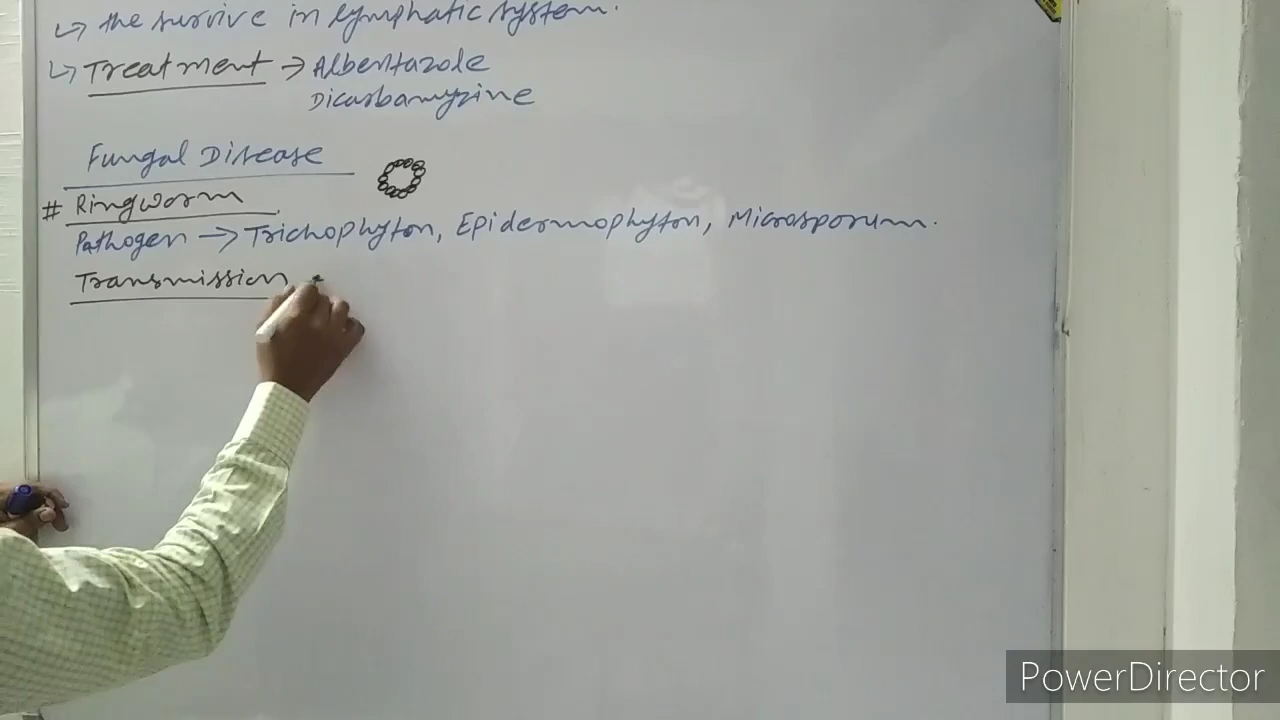 ↳ the survive in lymphatic system.
↳ Treatment → Albentazole
Dicarbamyzine
Fungal Disease
# Ringworm
Pathogen → Trichophyton, Epidermophyton, Microsporum.
Transmission
PowerDirector